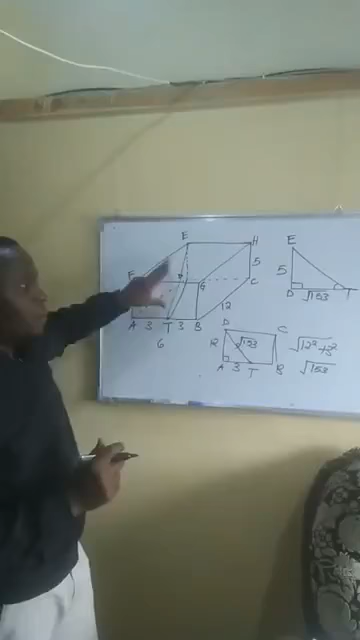 E H E
F 5 5
D G C
12 D √153 T
A 3 T 3 B
6
D C
12 √153 √12²+3²
A 3 T B √153